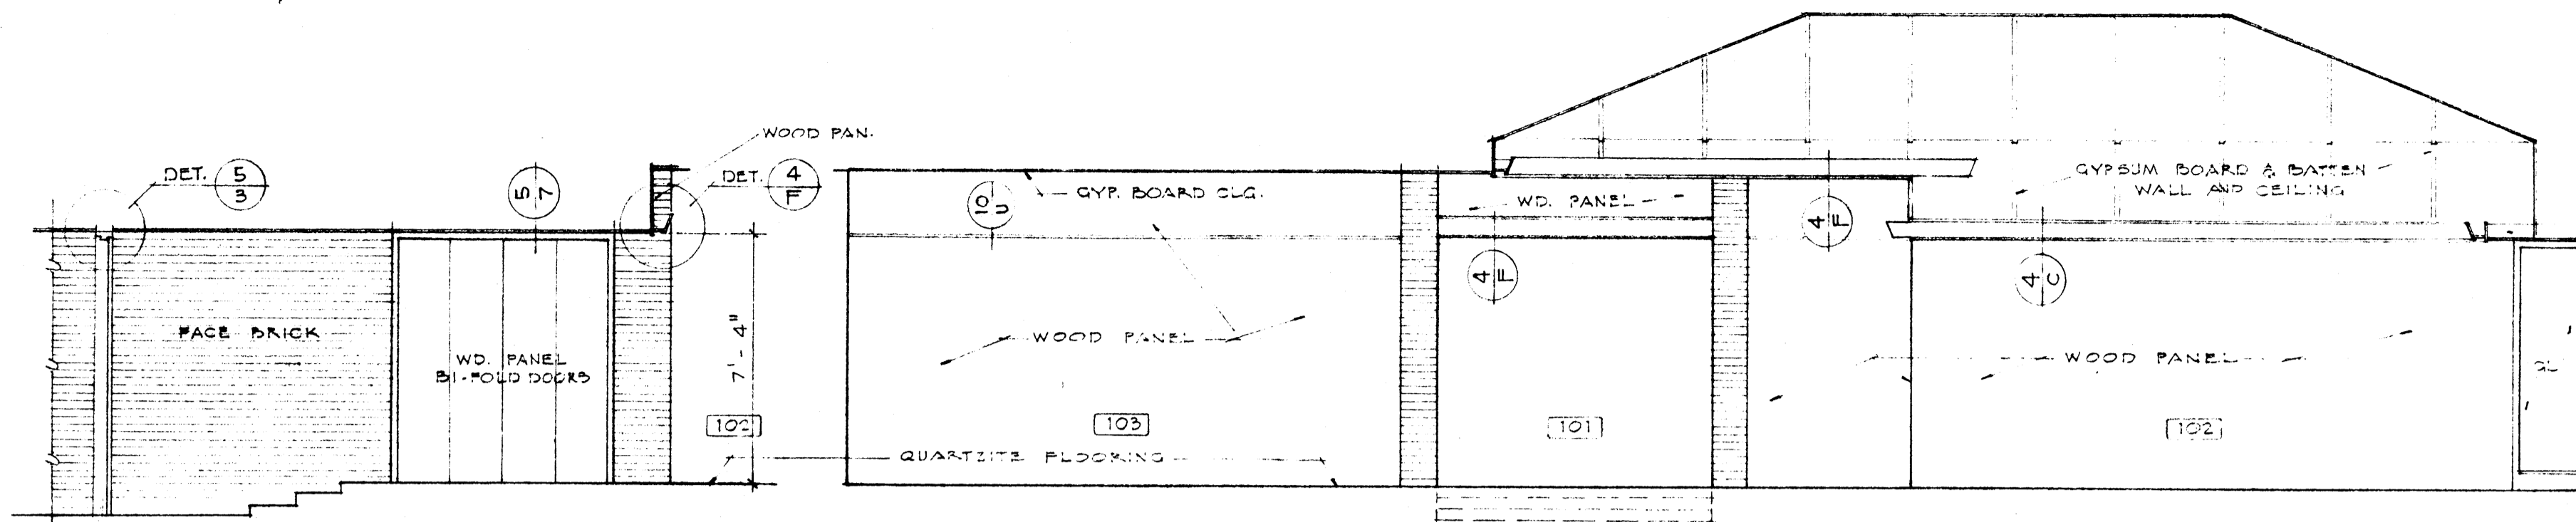 WOOD PAN.
DET. 5
3
5
7
DET. 4
F
GYP. BOARD CLG.
WD. PANEL
4
F
GYPSUM BOARD & BATTEN
WALL AND CEILING
4
F
4
C
FACE BRICK
WD. PANEL
BI-FOLD DOORS
7'-4"
WOOD PANEL
WOOD PANEL
GL
102
103
101
102
QUARTZITE FLOORING